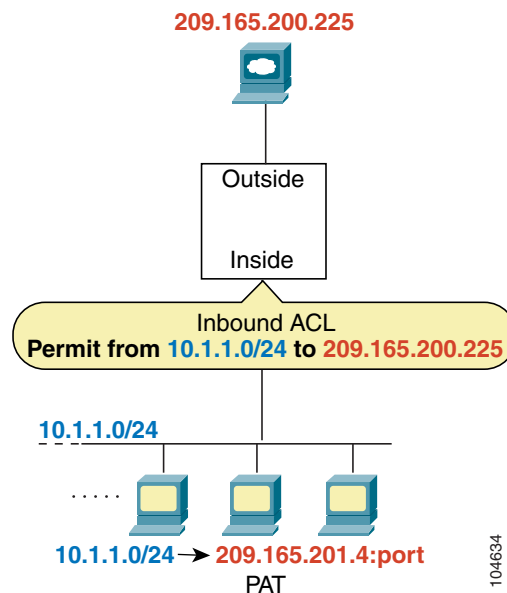 209.165.200.225
Outside
Inside
Inbound ACL
Permit from 10.1.1.0/24 to 209.165.200.225
10.1.1.0/24
10.1.1.0/24 209.165.201.4:port
PAT
104634